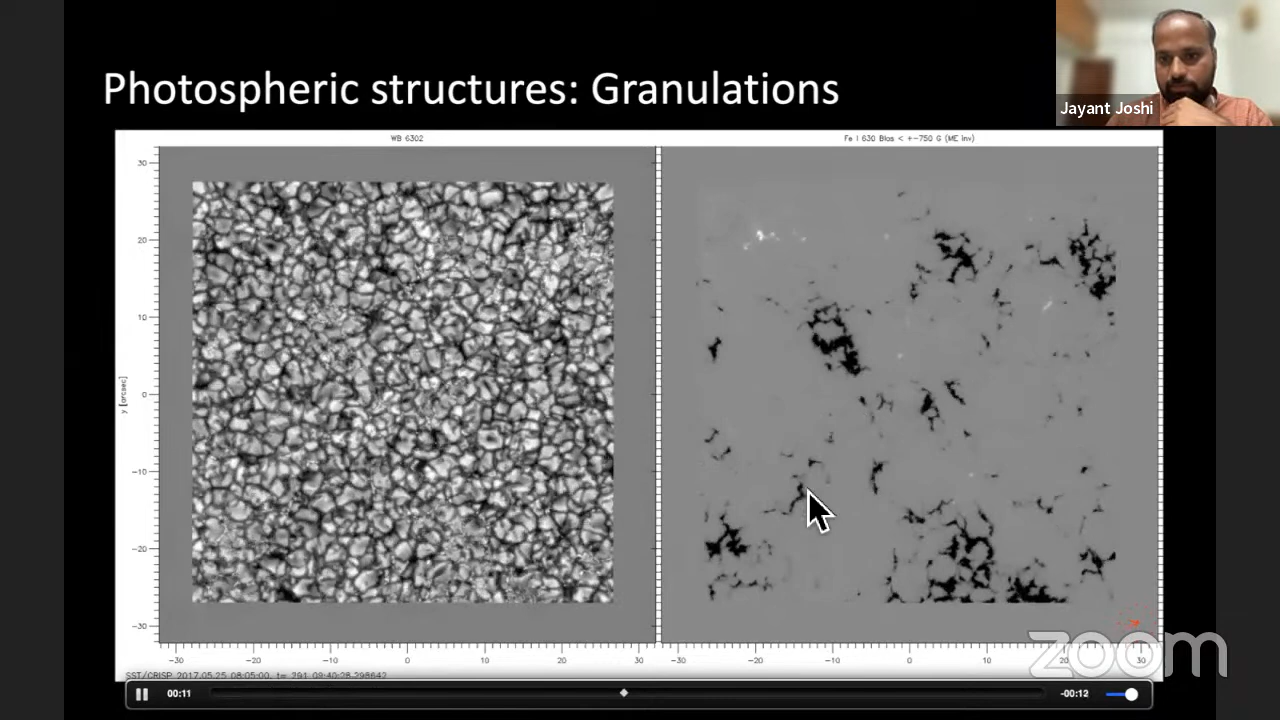 Photospheric structures: Granulations
Jayant Joshi
WB 6302
Fe I 630 Blos < +-750 G (ME inv)
30
20
10
0
-10
-20
-30
y [arcsec]
-30 -20 -10 0 10 20 30
-30 -20 -10 0 10 20 30
SST/CRISP 2017.05.25 08:05:00, t= 291 09:40:28.298642
zoom
00:11
-00:12